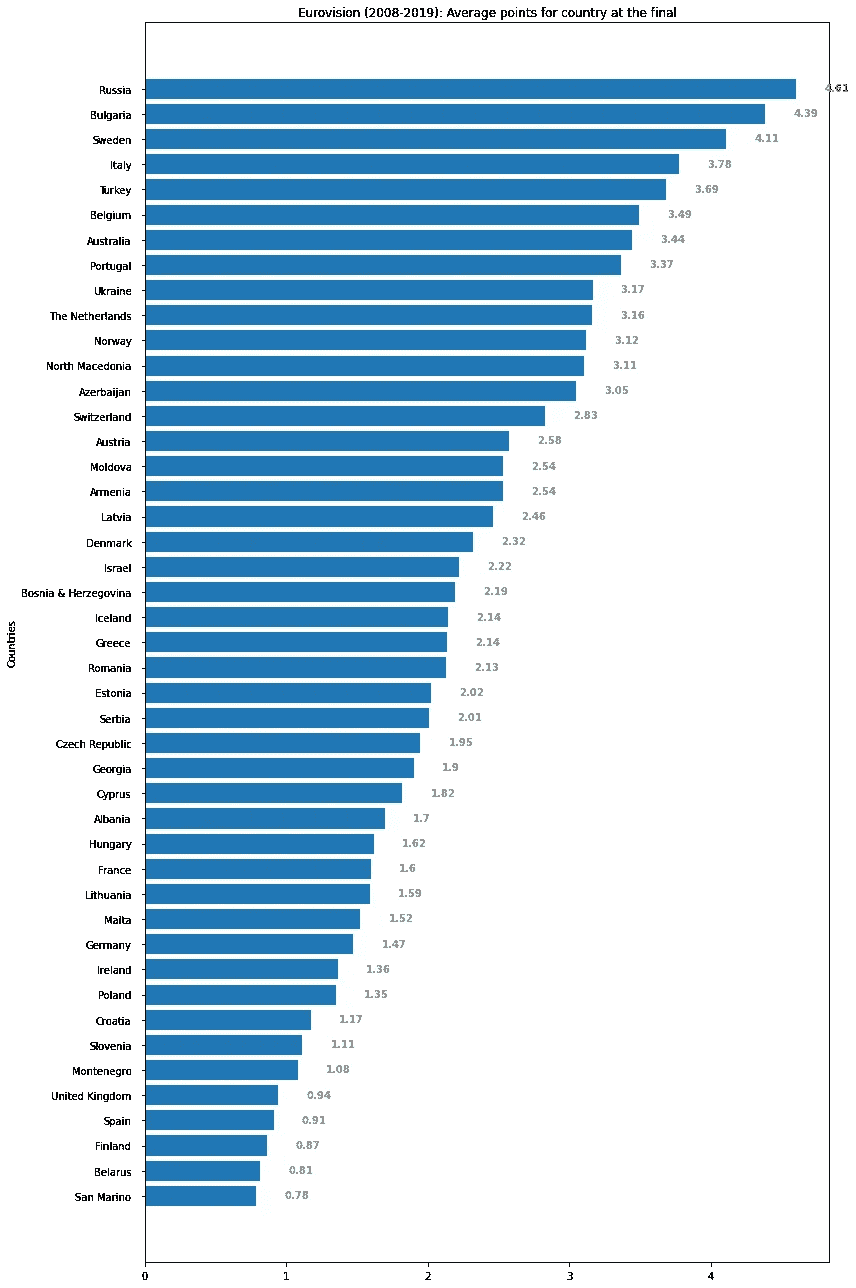 Eurovision (2008-2019): Average points for country at the final
Countries
Russia 4.61
Bulgaria 4.39
Sweden 4.11
Italy 3.78
Turkey 3.69
Belgium 3.49
Australia 3.44
Portugal 3.37
Ukraine 3.17
The Netherlands 3.16
Norway 3.12
North Macedonia 3.11
Azerbaijan 3.05
Switzerland 2.83
Austria 2.58
Moldova 2.54
Armenia 2.54
Latvia 2.46
Denmark 2.32
Israel 2.22
Bosnia & Herzegovina 2.19
Iceland 2.14
Greece 2.14
Romania 2.13
Estonia 2.02
Serbia 2.01
Czech Republic 1.95
Georgia 1.9
Cyprus 1.82
Albania 1.7
Hungary 1.62
France 1.6
Lithuania 1.59
Malta 1.52
Germany 1.47
Ireland 1.36
Poland 1.35
Croatia 1.17
Slovenia 1.11
Montenegro 1.08
United Kingdom 0.94
Spain 0.91
Finland 0.87
Belarus 0.81
San Marino 0.78
0 1 2 3 4